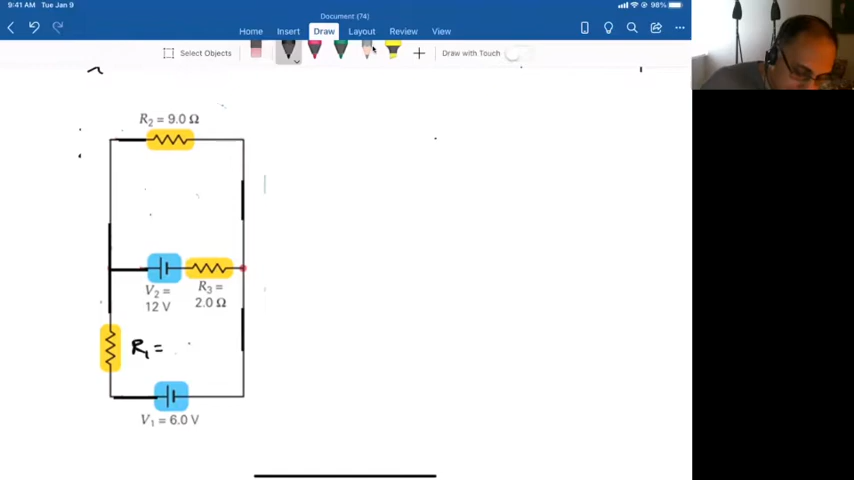 9:41 AM Tue Jan 9
98%
Document (74)
Home Insert Draw Layout Review View
Select Objects
Draw with Touch
R₂ = 9.0 Ω
V₂ =
12 V
R₃ =
2.0 Ω
R₁ =
V₁ = 6.0 V